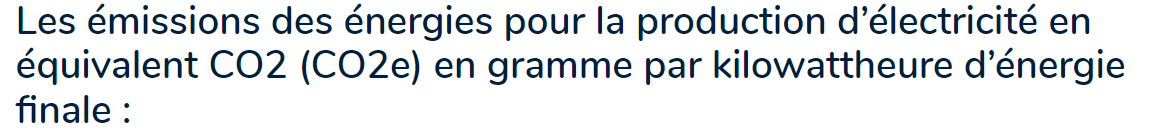 Les émissions des énergies pour la production d’électricité en
équivalent CO2 (CO2e) en gramme par kilowattheure d’énergie
finale :